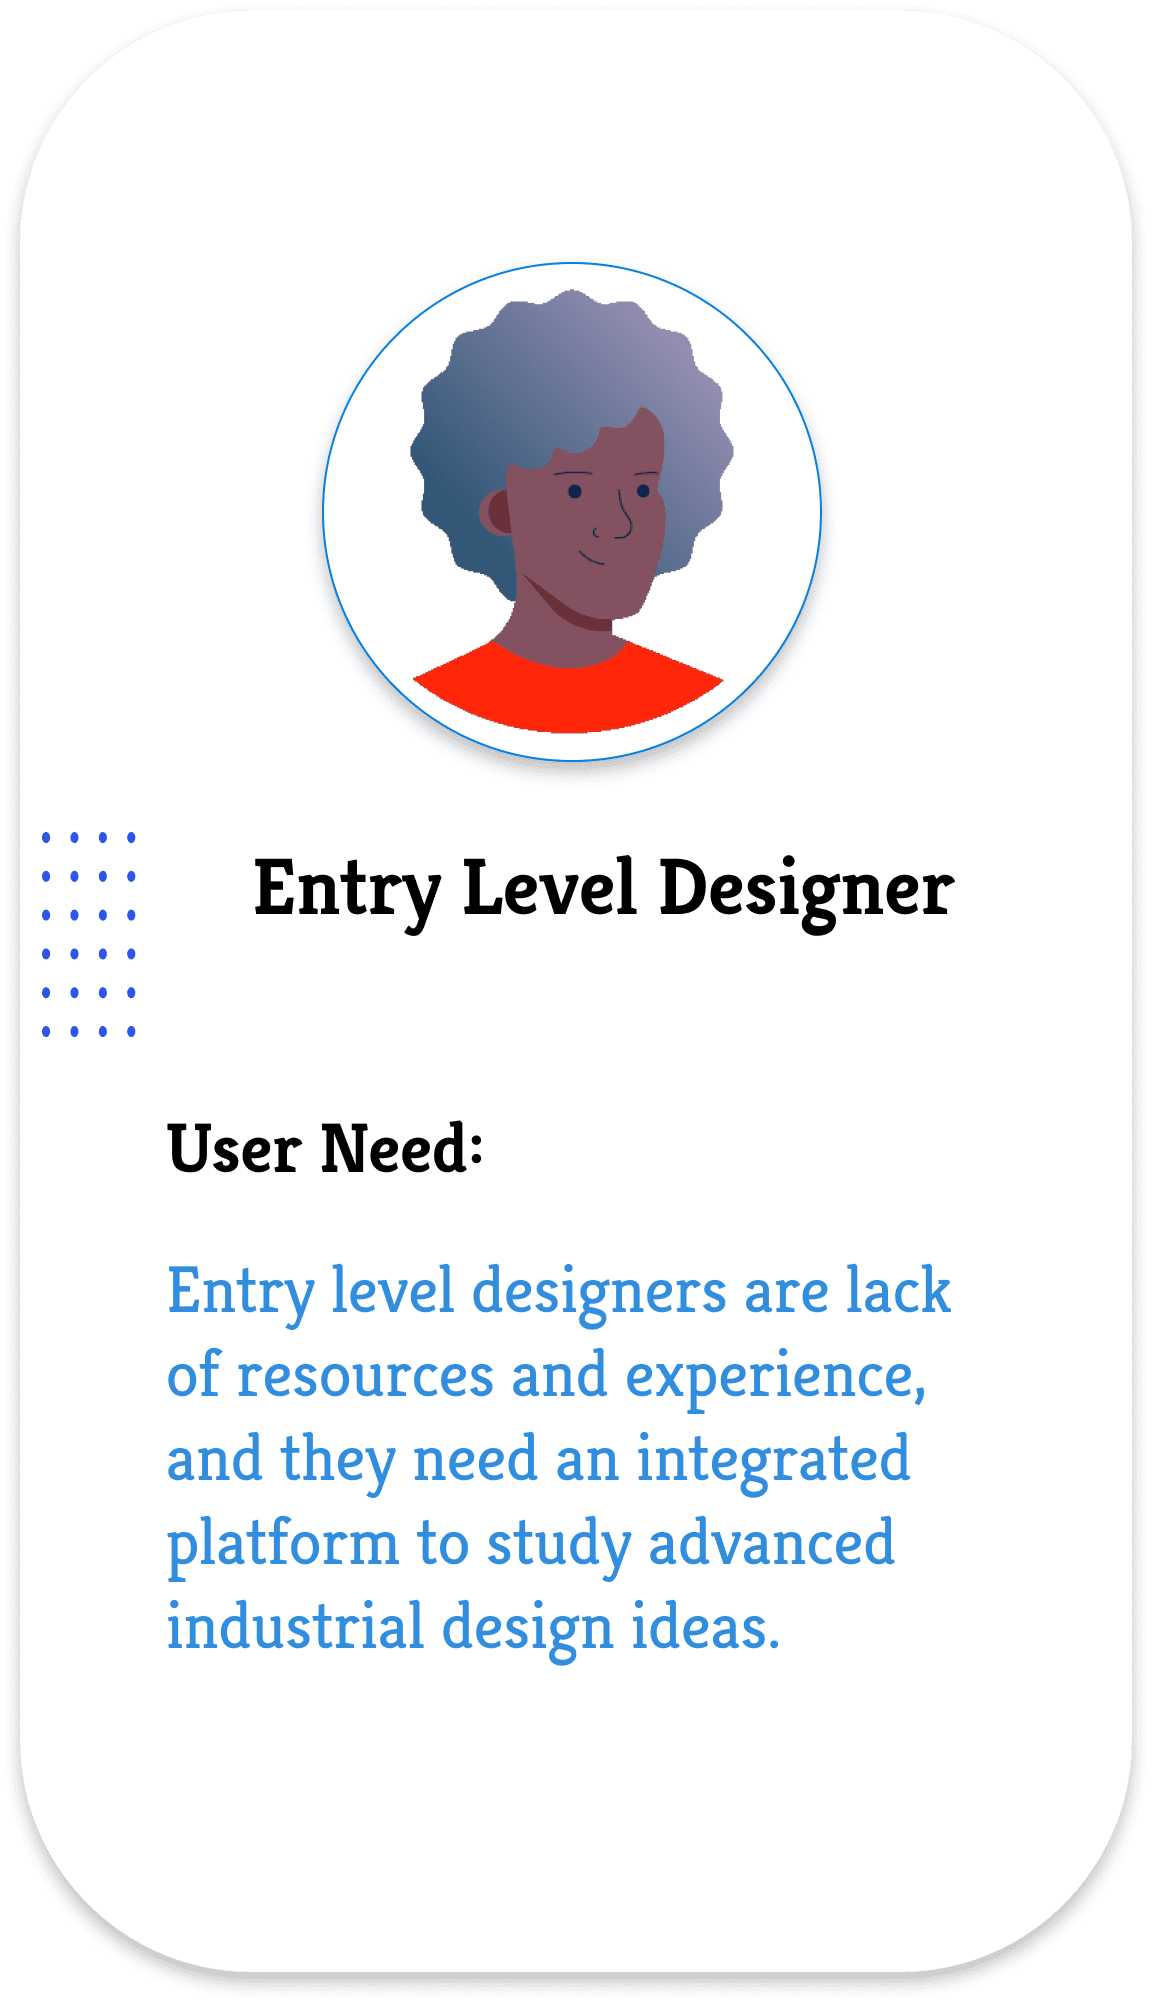 Entry Level Designer
User Need:
Entry level designers are lack
of resources and experience,
and they need an integrated
platform to study advanced
industrial design ideas.